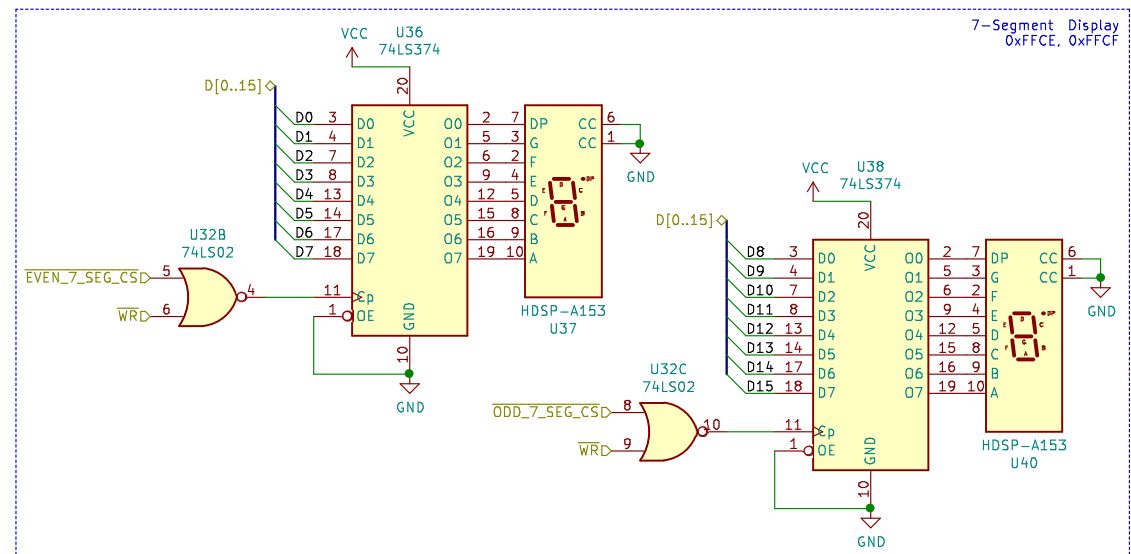 7-Segment Display
0xFFCE, 0xFFCF
VCC
U36
74LS374
D[0..15]
20
VCC
D0 3 D0 O0 2 7 DP CC 6
D1 4 D1 O1 5 3 G CC 1
D2 7 D2 O2 6 2 F
GND
D3 8 D3 O3 9 4 E
D4 13 D4 O4 12 5 D
D5 14 D5 O5 15 8 C
D6 17 D6 O6 16 9 B
D7 18 D7 O7 19 10 A
U32B
74LS02
EVEN_7_SEG_CS 5
4
WR 6
11 Cp
1 OE
GND
10
GND
HDSP-A153
U37
VCC
U38
74LS374
D[0..15]
20
VCC
D8 3 D0 O0 2 7 DP CC 6
D9 4 D1 O1 5 3 G CC 1
D10 7 D2 O2 6 2 F
GND
D11 8 D3 O3 9 4 E
D12 13 D4 O4 12 5 D
D13 14 D5 O5 15 8 C
D14 17 D6 O6 16 9 B
D15 18 D7 O7 19 10 A
U32C
74LS02
ODD_7_SEG_CS 8
10
WR 9
11 Cp
1 OE
GND
10
GND
HDSP-A153
U40